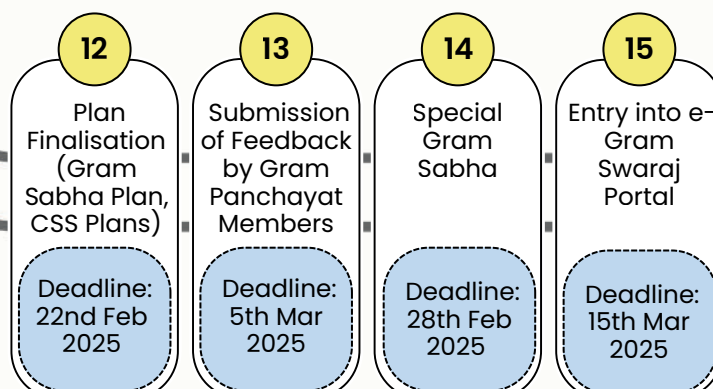 12
Plan
Finalisation
(Gram
Sabha Plan,
CSS Plans)
Deadline:
22nd Feb
2025
13
Submission
of Feedback
by Gram
Panchayat
Members
Deadline:
5th Mar
2025
14
Special
Gram
Sabha
Deadline:
28th Feb
2025
15
Entry into e-
Gram
Swaraj
Portal
Deadline:
15th Mar
2025